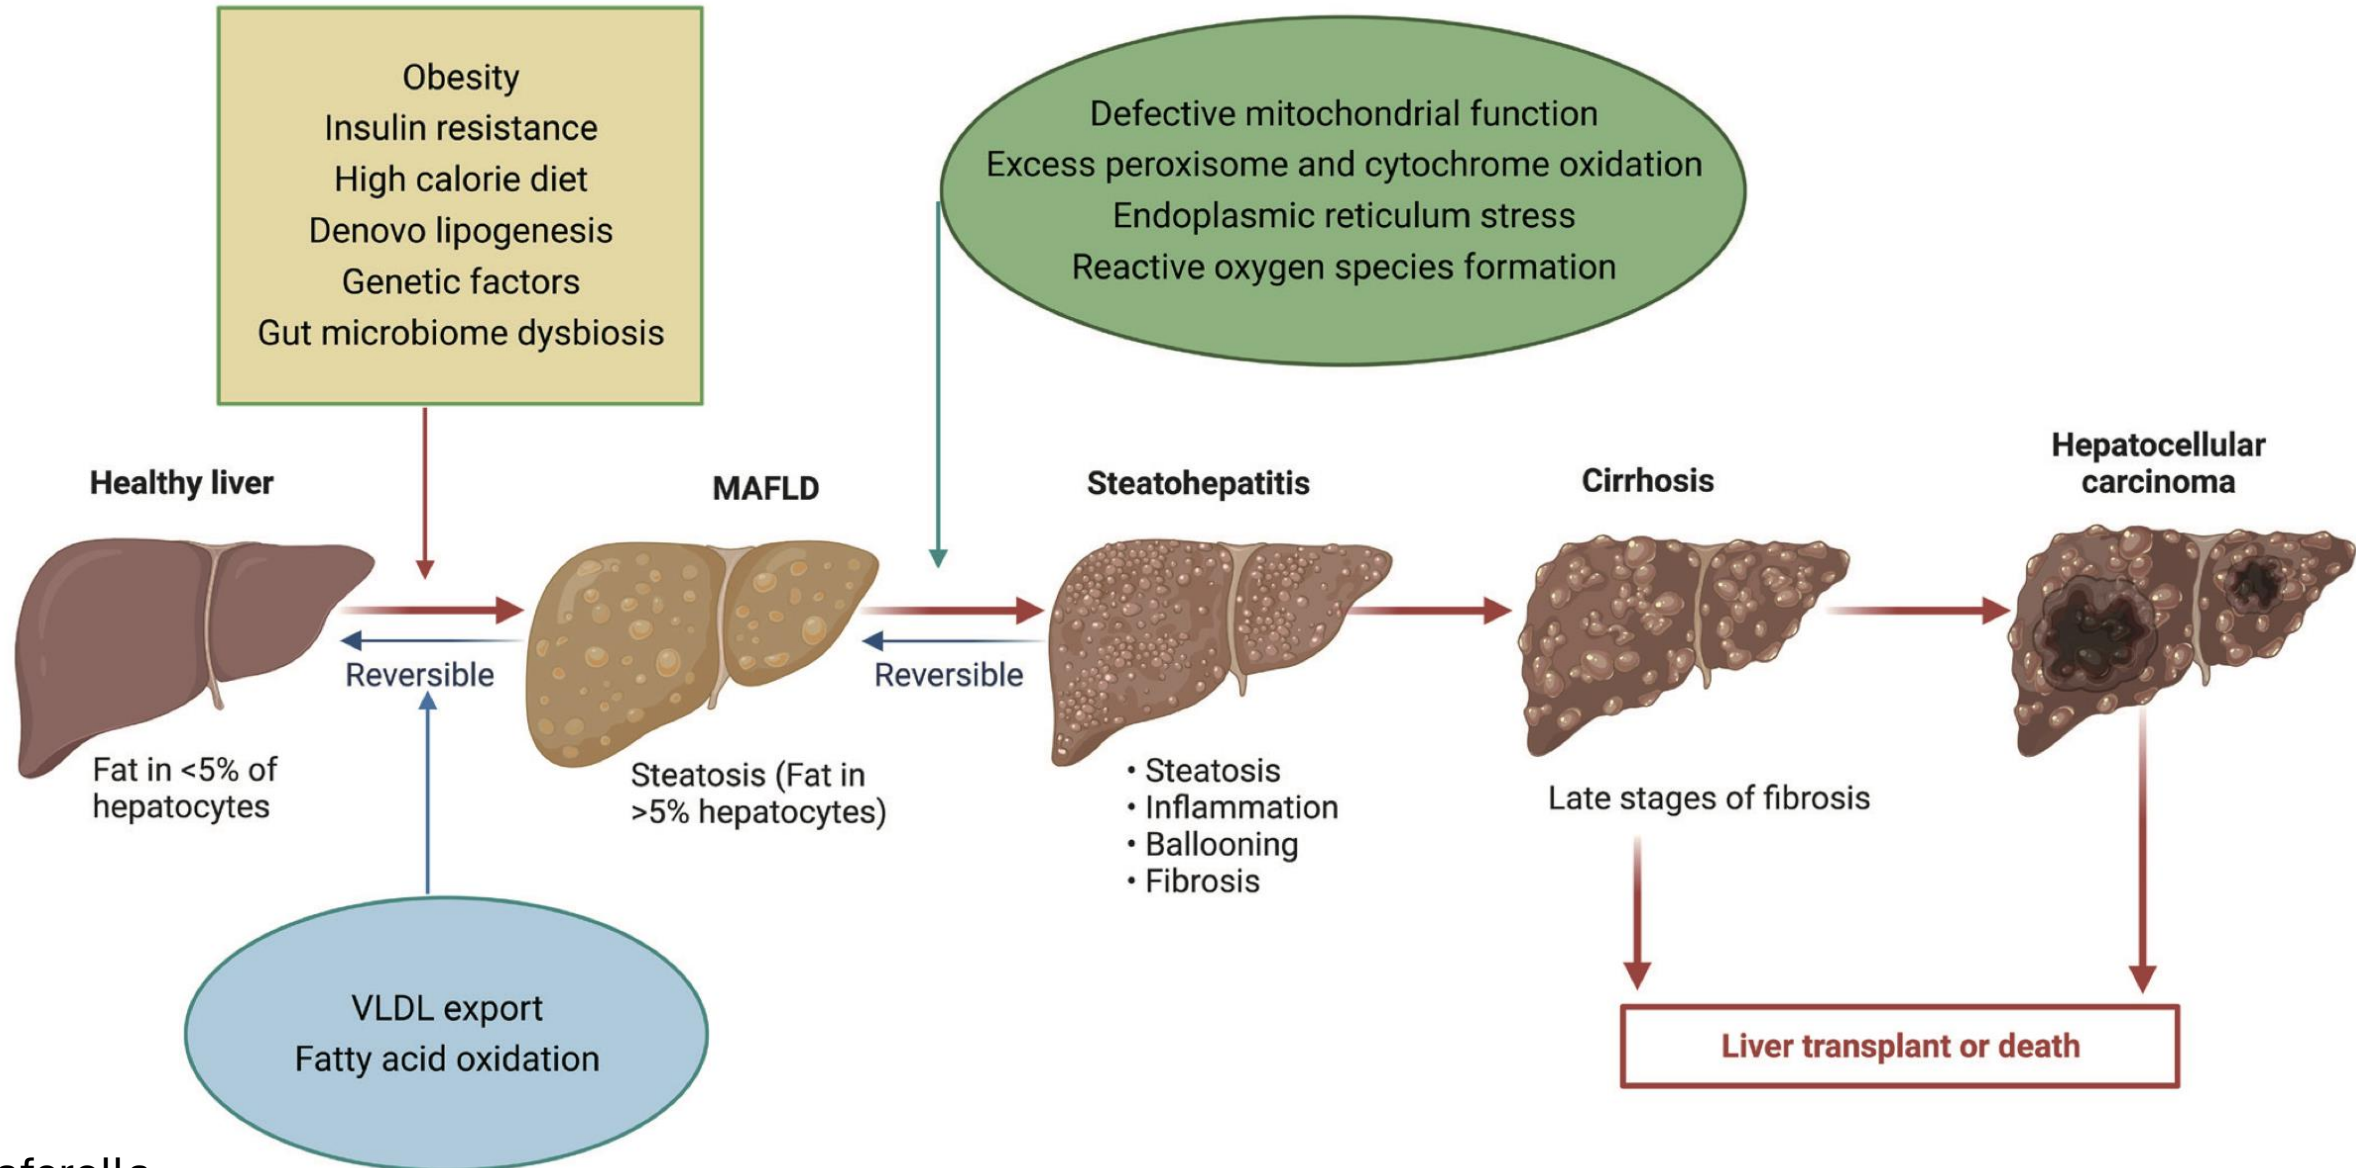 Obesity
Insulin resistance
High calorie diet
Denovo lipogenesis
Genetic factors
Gut microbiome dysbiosis
Defective mitochondrial function
Excess peroxisome and cytochrome oxidation
Endoplasmic reticulum stress
Reactive oxygen species formation
Healthy liver
MAFLD
Steatohepatitis
Cirrhosis
Hepatocellular
carcinoma
Reversible
Reversible
Fat in <5% of
hepatocytes
Steatosis (Fat in
>5% hepatocytes)
• Steatosis
• Inflammation
• Ballooning
• Fibrosis
Late stages of fibrosis
VLDL export
Fatty acid oxidation
Liver transplant or death